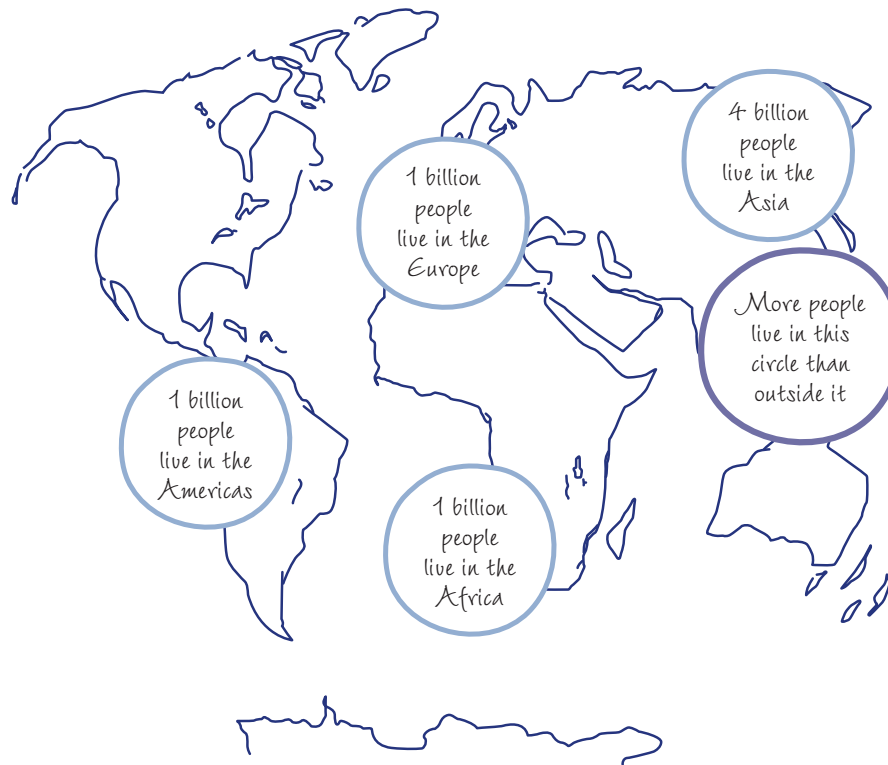 4 billion
people
live in the
Asia
1 billion
people
live in the
Europe
More people
live in this
circle than
outside it
1 billion
people
live in the
Americas
1 billion
people
live in the
Africa